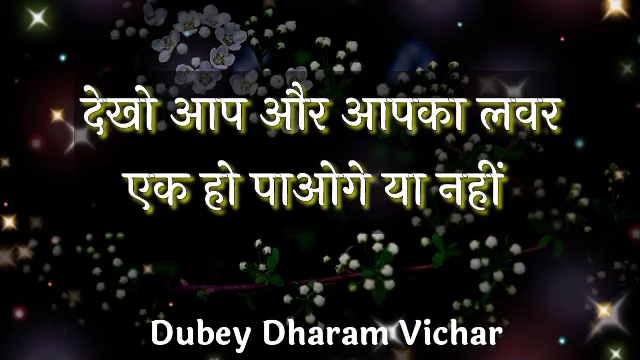 देखो आप और आपका लवर
एक हो पाओगे या नहीं
Dubey Dharam Vichar